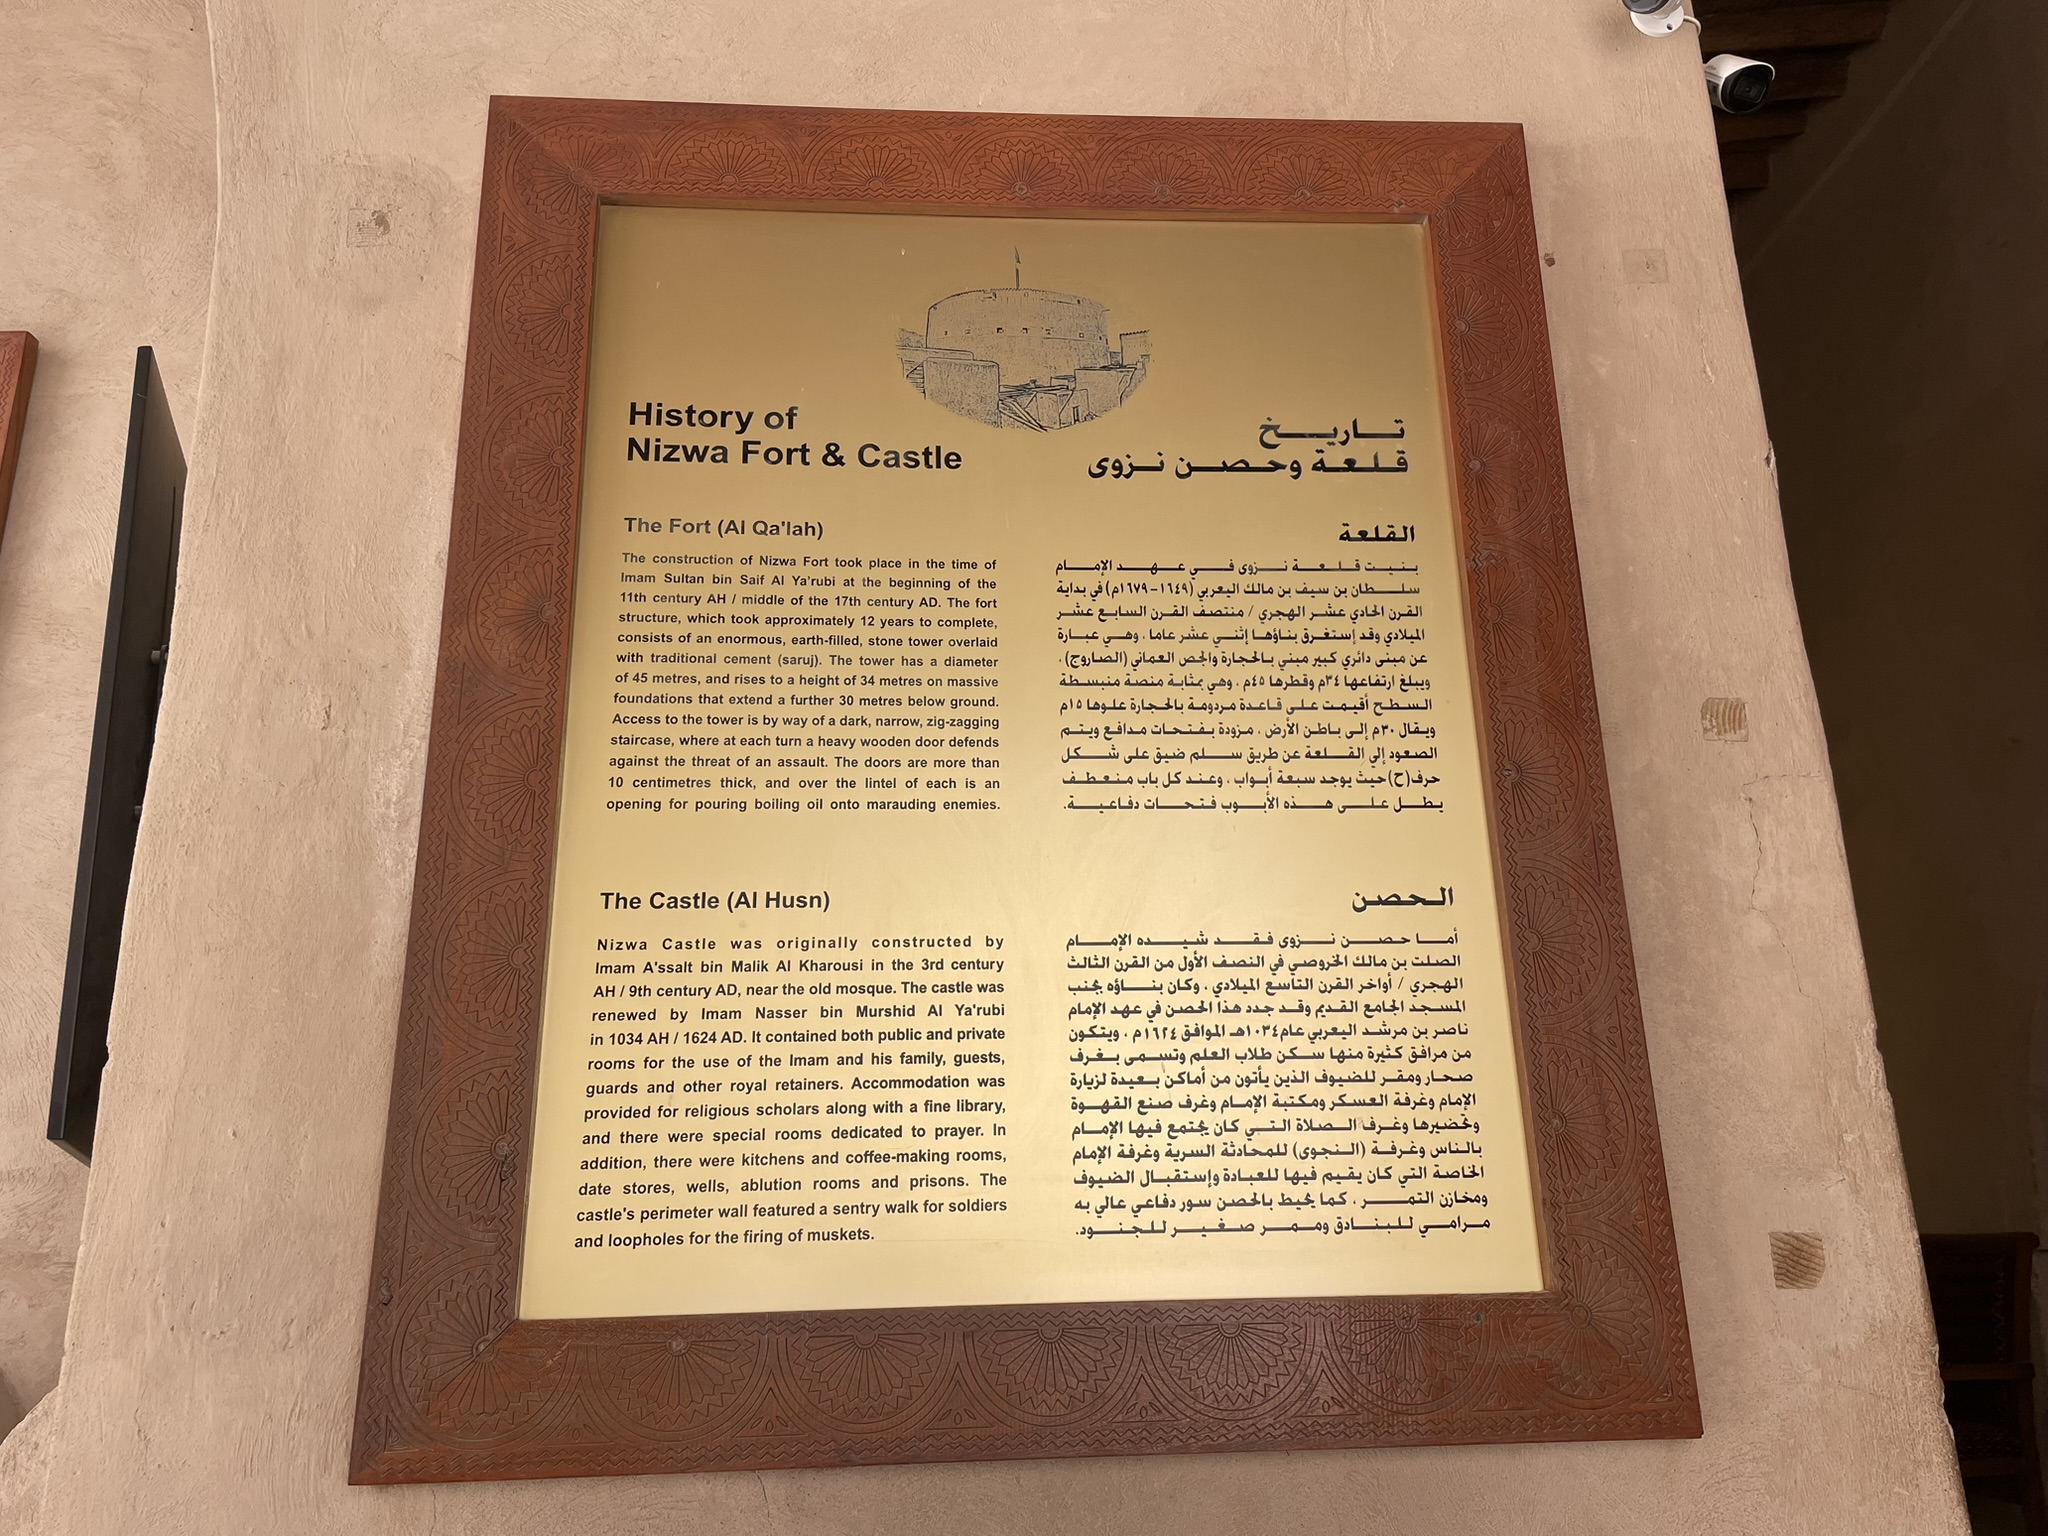 History of
Nizwa Fort & Castle
The Fort (Al Qa'lah)
The construction of Nizwa Fort took place in the time of
Imam Sultan bin Saif Al Ya'rubi at the beginning of the
11th century AH / middle of the 17th century AD. The fort
structure, which took approximately 12 years to complete,
consists of an enormous, earth-filled, stone tower overlaid
with traditional cement (saruj). The tower has a diameter
of 45 metres, and rises to a height of 34 metres on massive
foundations that extend a further 30 metres below ground.
Access to the tower is by way of a dark, narrow, zig-zagging
staircase, where at each turn a heavy wooden door defends
against the threat of an assault. The doors are more than
10 centimetres thick, and over the lintel of each is an
opening for pouring boiling oil onto marauding enemies.
The Castle (Al Husn)
Nizwa Castle was originally constructed by
Imam A'ssalt bin Malik Al Kharousi in the 3rd century
AH / 9th century AD, near the old mosque. The castle was
renewed by Imam Nasser bin Murshid Al Ya'rubi
in 1034 AH / 1624 AD. It contained both public and private
rooms for the use of the Imam and his family, guests,
guards and other royal retainers. Accommodation was
provided for religious scholars along with a fine library,
and there were special rooms dedicated to prayer. In
addition, there were kitchens and coffee-making rooms,
date stores, wells, ablution rooms and prisons. The
castle's perimeter wall featured a sentry walk for soldiers
and loopholes for the firing of muskets.
تاريخ
قلعة وحصن نزوى
القلعة
بنيت قلعة نزوى في عهد الإمام
سلطان بن سيف بن مالك اليعربي (١٦٤٩-١٦٧٩م) في بداية
القرن الحادي عشر الهجري / منتصف القرن السابع عشر
الميلادي وقد إستغرق بناؤها إثني عشر عاما ، وهي عبارة
عن مبنى دائري كبير مبني بالحجارة والجص العماني (الصاروج) ،
ويبلغ ارتفاعها ٣٤م وقطرها ٤٥م ، وهي بمثابة منصة منبسطة
السطح أقيمت على قاعدة مردومة بالحجارة علوها ١٥م
ويقال ٣٠م إلى باطن الأرض ، مزودة بفتحات مدافع ويتم
الصعود إلى القلعة عن طريق سلم ضيق على شكل
حرف(ح)حيث يوجد سبعة أبواب ، وعند كل باب منعطف
يطل على هذه الأبوب فتحات دفاعية.
الحصن
أما حصن نزوى فقد شيده الإمام
الصلت بن مالك الخروصي في النصف الأول من القرن الثالث
الهجري / أواخر القرن التاسع الميلادي ، وكان بناؤه بجنب
المسجد الجامع القديم وقد جدد هذا الحصن في عهد الإمام
ناصر بن مرشد اليعربي عام١٠٣٤هـ الموافق ١٦٢٤م ، ويتكون
من مرافق كثيرة منها سكن طلاب العلم وتسمى بغرف
صحار ومقر للضيوف الذين يأتون من أماكن بعيدة لزيارة
الإمام وغرفة العسكر ومكتبة الإمام وغرف صنع القهوة
وتحضيرها وغرف الصلاة التي كان يجتمع فيها الإمام
بالناس وغرفة (النجوى) للمحادثة السرية وغرفة الإمام
الخاصة التي كان يقيم فيها للعبادة وإستقبال الضيوف
ومخازن التمر ، كما يحيط بالحصن سور دفاعي عالي به
مرامي للبنادق وممر صغير للجنود.